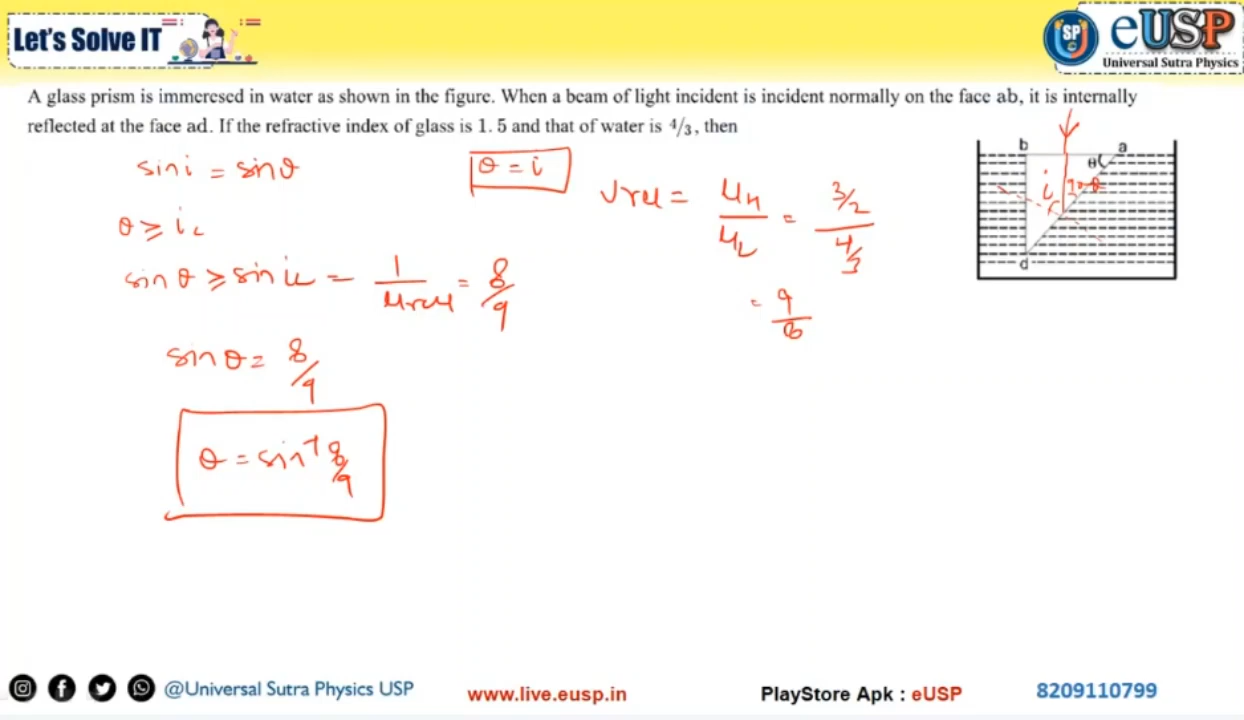 Let's Solve IT
SP
eUSP
Universal Sutra Physics
A glass prism is immeresed in water as shown in the figure. When a beam of light incident is incident normally on the face ab, it is internally
reflected at the face ad. If the refractive index of glass is 1. 5 and that of water is 4/3, then
sin i = sin θ
θ = i
θ ≥ ic
sin θ ≥ sin ic = 1/μrel = 8/9
sin θ = 8/9
θ = sin⁻¹ 8/9
μrel = μH/μL = 3/2 / 4/3
= 9/8
b a
θ
i 90-θ
d
@Universal Sutra Physics USP
www.live.eusp.in
PlayStore Apk : eUSP
8209110799